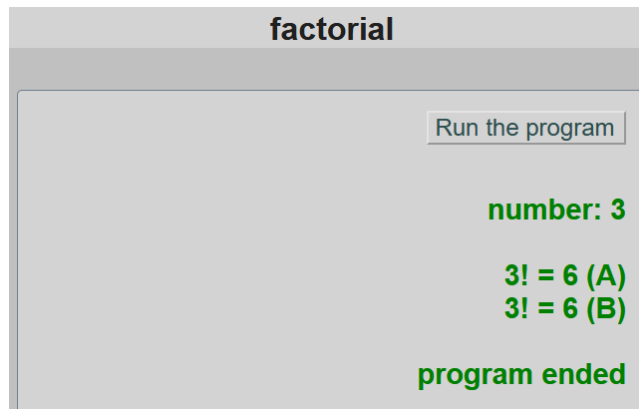 factorial
Run the program
number: 3
3! = 6 (A)
3! = 6 (B)
program ended